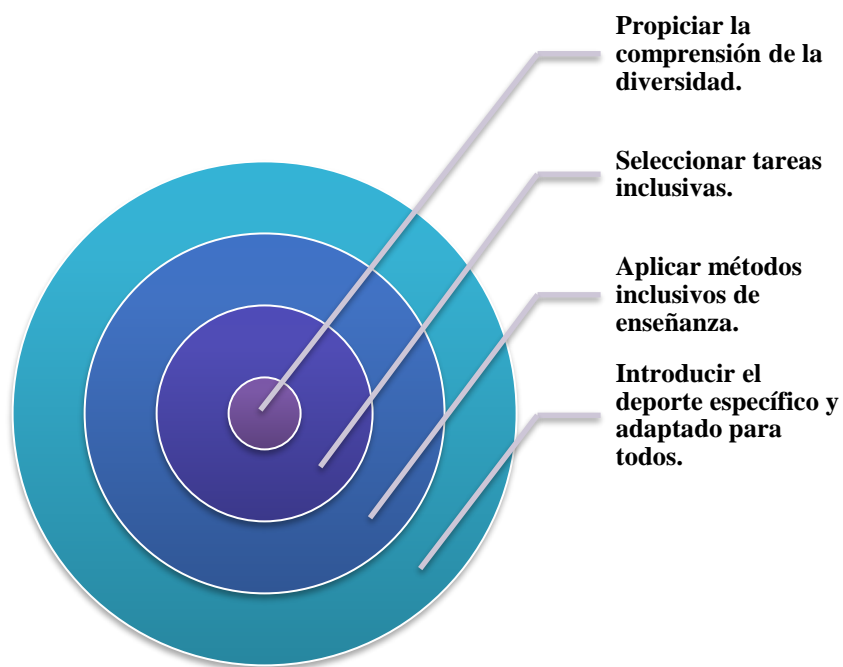 Propiciar la
comprensión de la
diversidad.
Seleccionar tareas
inclusivas.
Aplicar métodos
inclusivos de
enseñanza.
Introducir el
deporte específico y
adaptado para
todos.